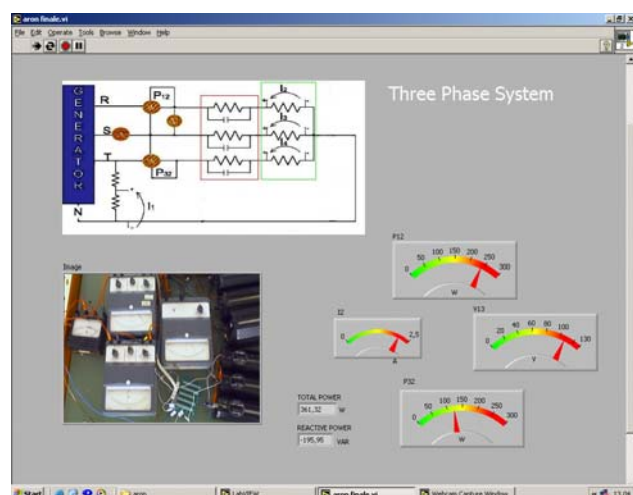 aron finale.vi
File Edit Operate Tools Browse Window Help
Three Phase System
GENERATOR
R
P12
I2
S
I3
T
I4
P32
I1
N
Image
P12
0 50 100 150 200 250 300
W
I2
0 2,5
A
V13
0 20 40 60 80 100 130
V
P32
0 50 100 150 200 250 300
W
TOTAL POWER
361,32 W
REACTIVE POWER
-195,95 VAR
Start aron LabVIEW aron finale.vi Webcam Capture Window